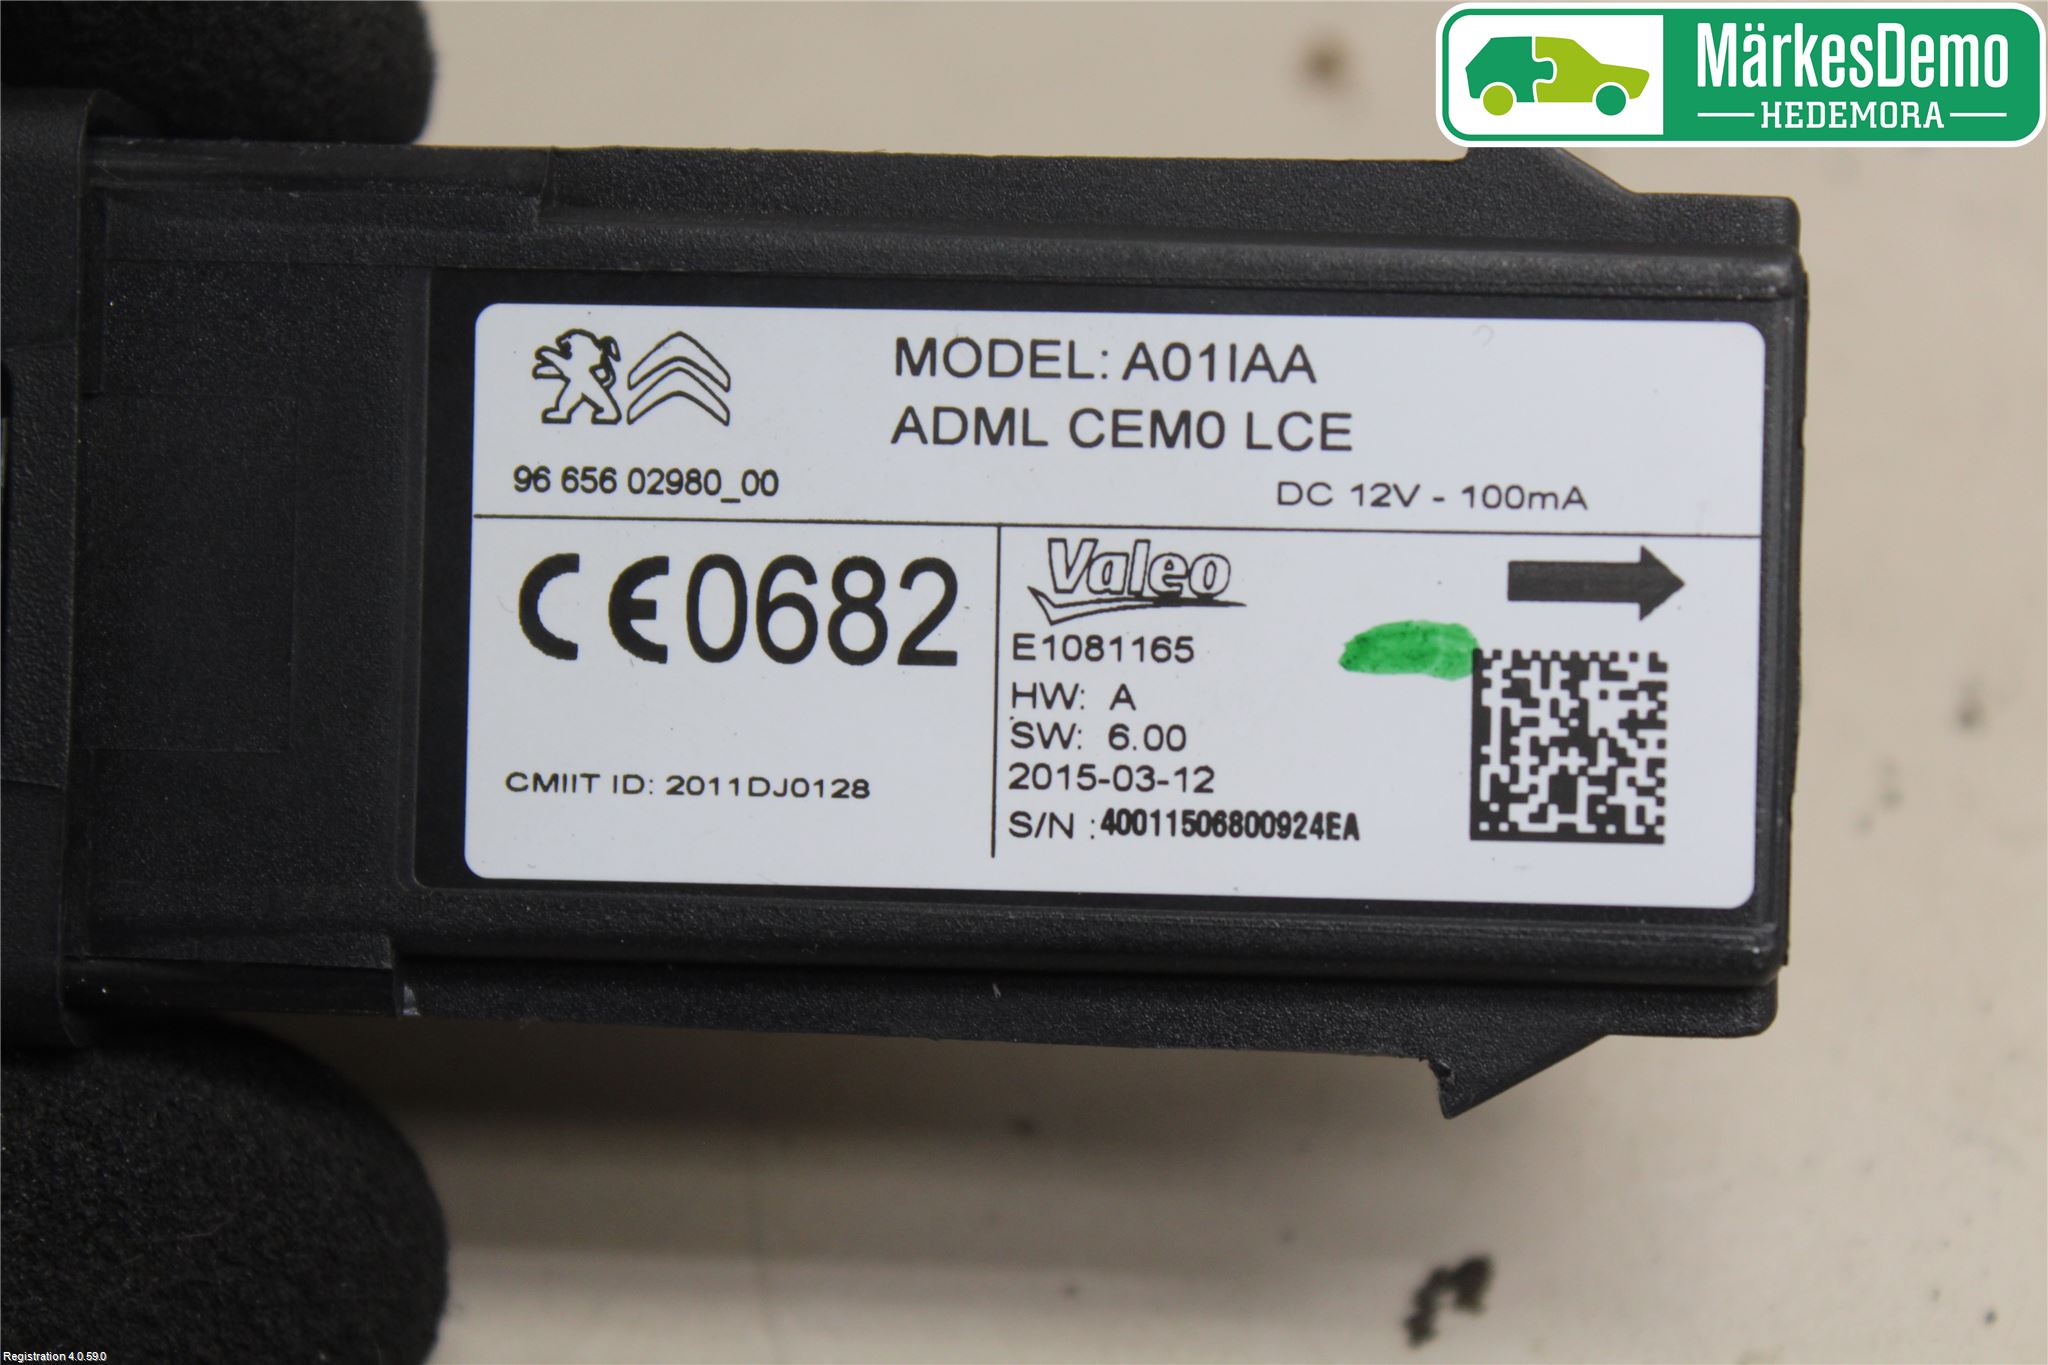 MärkesDemo
HEDEMORA
MODEL: A01IAA
ADML CEM0 LCE
96 656 02980_00
DC 12V - 100mA
CE0682
Valeo
E1081165
HW: A
SW: 6.00
2015-03-12
CMIIT ID: 2011DJ0128
S/N :40011506800924EA
Registration 4.0.59.0